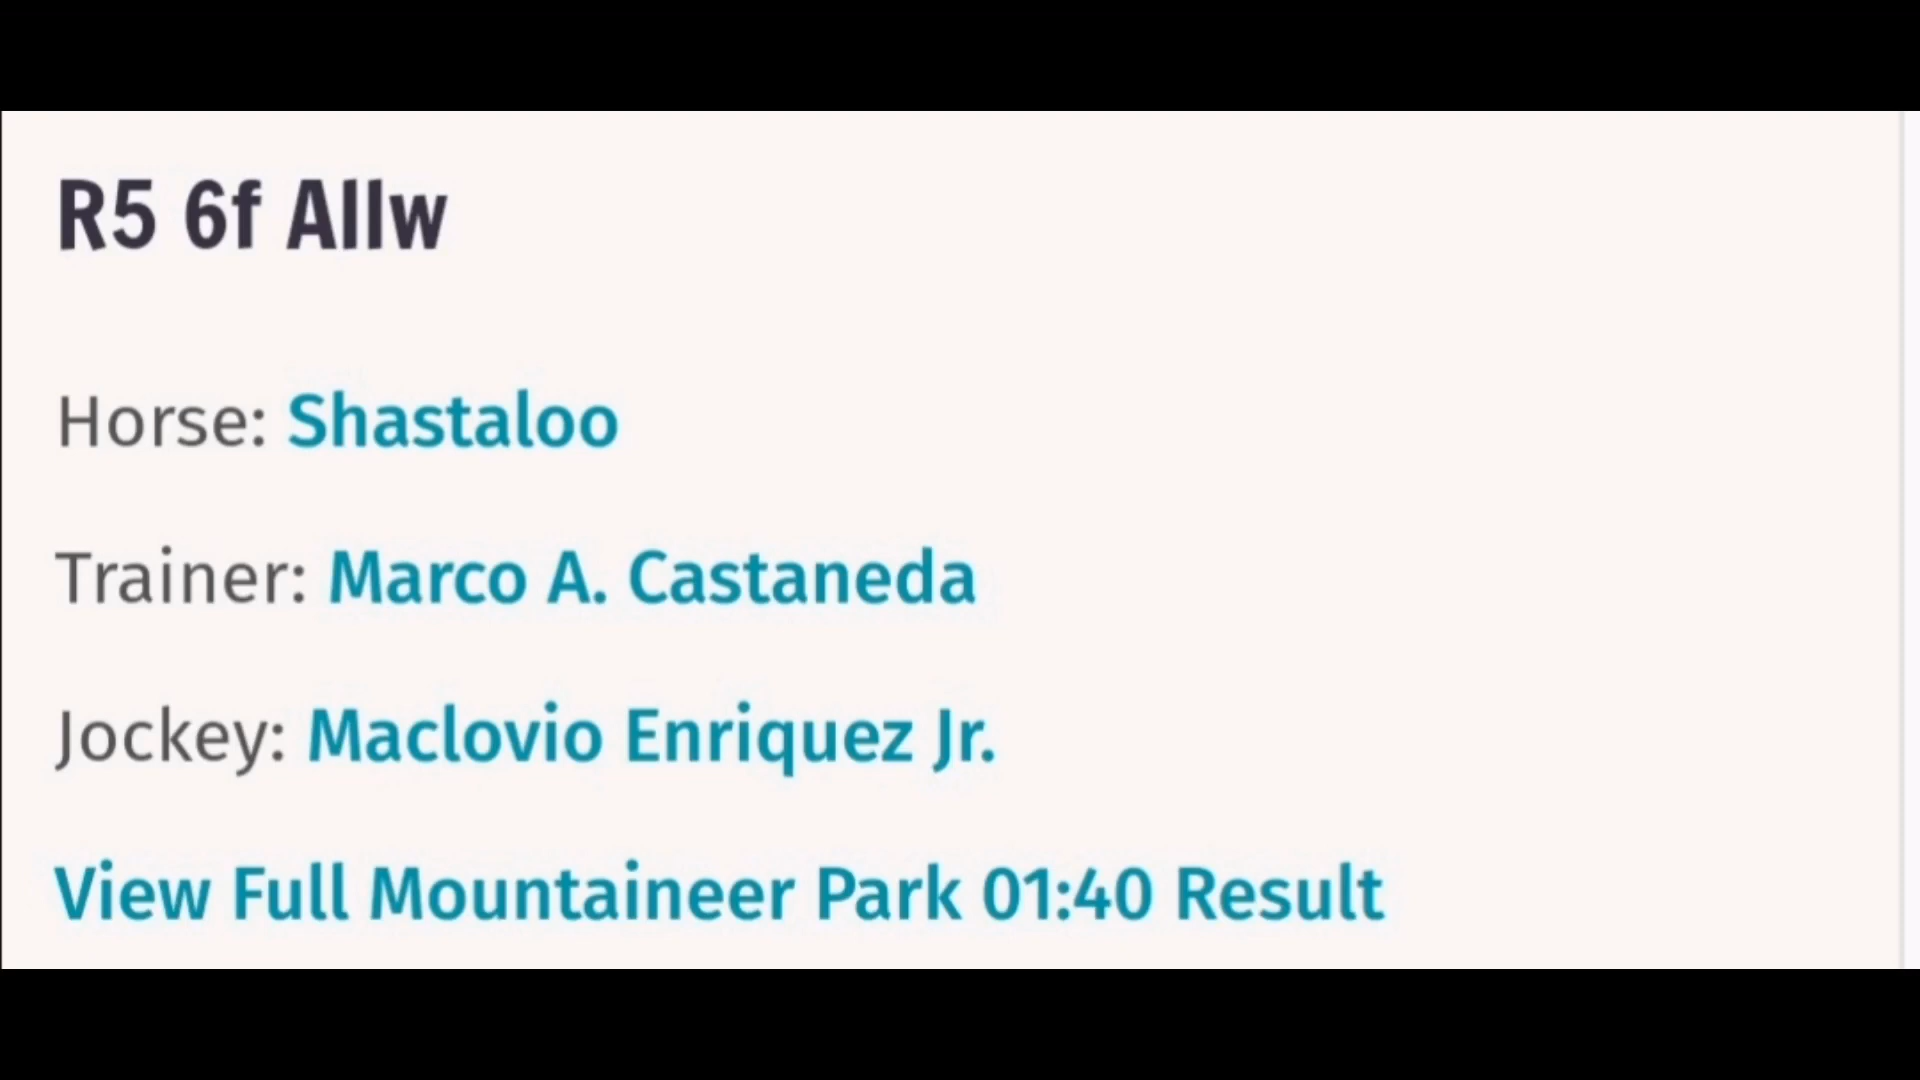 R5 6f Allw
Horse: Shastaloo
Trainer: Marco A. Castaneda
Jockey: Maclovio Enriquez Jr.
View Full Mountaineer Park 01:40 Result